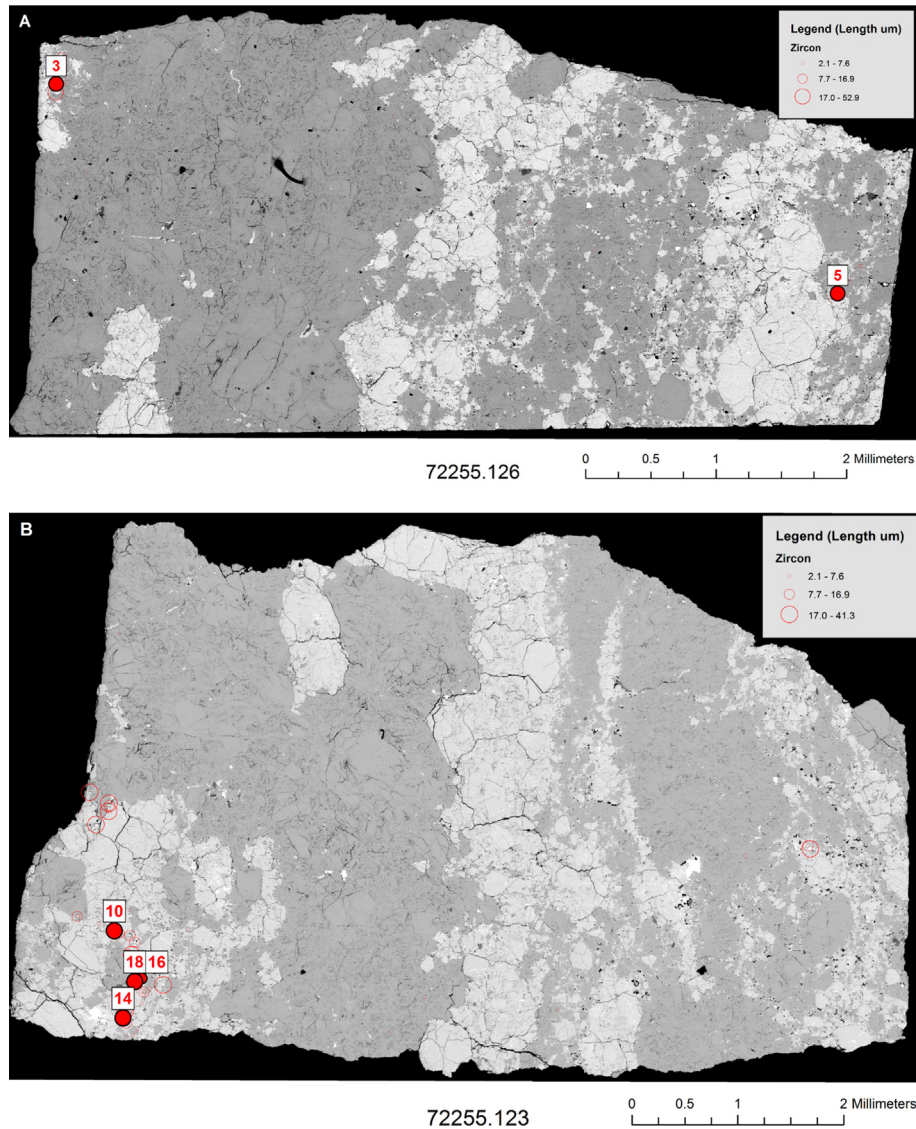 A
Legend (Length um)
Zircon
2.1 - 7.6
7.7 - 16.9
17.0 - 52.9
3
5
72255.126
0 0.5 1 2 Millimeters
B
Legend (Length um)
Zircon
2.1 - 7.6
7.7 - 16.9
17.0 - 41.3
10
18 16
14
72255.123
0 0.5 1 2 Millimeters